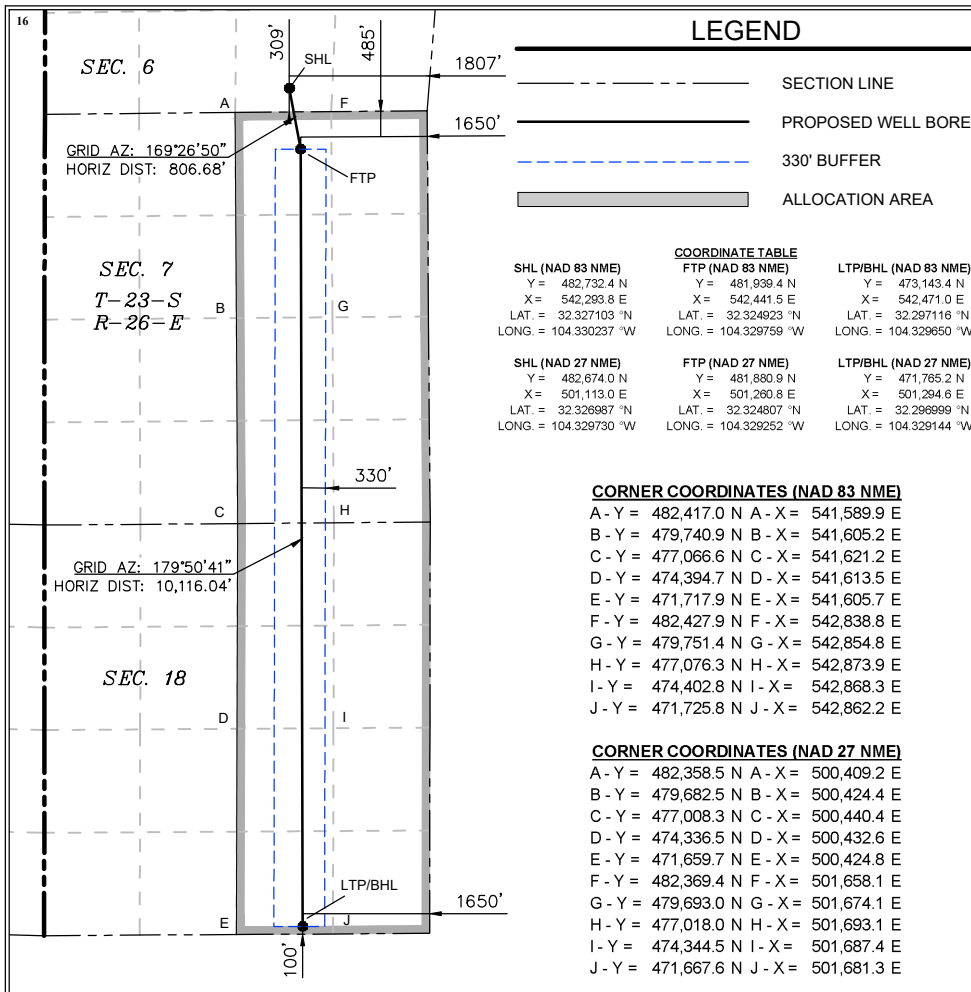 16
SEC. 6
309'
SHL
485'
1807'
A
F
1650'
GRID AZ: 169°26'50"
HORIZ DIST: 806.68'
FTP
SEC. 7
T-23-S
R-26-E
B
G
330'
C
H
GRID AZ: 179°50'41"
HORIZ DIST: 10,116.04'
SEC. 18
D
I
LTP/BHL
1650'
E
J
100'
LEGEND
SECTION LINE
PROPOSED WELL BORE
330' BUFFER
ALLOCATION AREA
COORDINATE TABLE
SHL (NAD 83 NME) FTP (NAD 83 NME) LTP/BHL (NAD 83 NME)
Y = 482,732.4 N Y = 481,939.4 N Y = 473,143.4 N
X = 542,293.8 E X = 542,441.5 E X = 542,471.0 E
LAT. = 32.327103 °N LAT. = 32.324923 °N LAT. = 32.297116 °N
LONG. = 104.330237 °W LONG. = 104.329759 °W LONG. = 104.329650 °W
SHL (NAD 27 NME) FTP (NAD 27 NME) LTP/BHL (NAD 27 NME)
Y = 482,674.0 N Y = 481,880.9 N Y = 471,765.2 N
X = 501,113.0 E X = 501,260.8 E X = 501,294.6 E
LAT. = 32.326987 °N LAT. = 32.324807 °N LAT. = 32.296999 °N
LONG. = 104.329730 °W LONG. = 104.329252 °W LONG. = 104.329144 °W
CORNER COORDINATES (NAD 83 NME)
A - Y = 482,417.0 N A - X = 541,589.9 E
B - Y = 479,740.9 N B - X = 541,605.2 E
C - Y = 477,066.6 N C - X = 541,621.2 E
D - Y = 474,394.7 N D - X = 541,613.5 E
E - Y = 471,717.9 N E - X = 541,605.7 E
F - Y = 482,427.9 N F - X = 542,838.8 E
G - Y = 479,751.4 N G - X = 542,854.8 E
H - Y = 477,076.3 N H - X = 542,873.9 E
I - Y = 474,402.8 N I - X = 542,868.3 E
J - Y = 471,725.8 N J - X = 542,862.2 E
CORNER COORDINATES (NAD 27 NME)
A - Y = 482,358.5 N A - X = 500,409.2 E
B - Y = 479,682.5 N B - X = 500,424.4 E
C - Y = 477,008.3 N C - X = 500,440.4 E
D - Y = 474,336.5 N D - X = 500,432.6 E
E - Y = 471,659.7 N E - X = 500,424.8 E
F - Y = 482,369.4 N F - X = 501,658.1 E
G - Y = 479,693.0 N G - X = 501,674.1 E
H - Y = 477,018.0 N H - X = 501,693.1 E
I - Y = 474,344.5 N I - X = 501,687.4 E
J - Y = 471,667.6 N J - X = 501,681.3 E